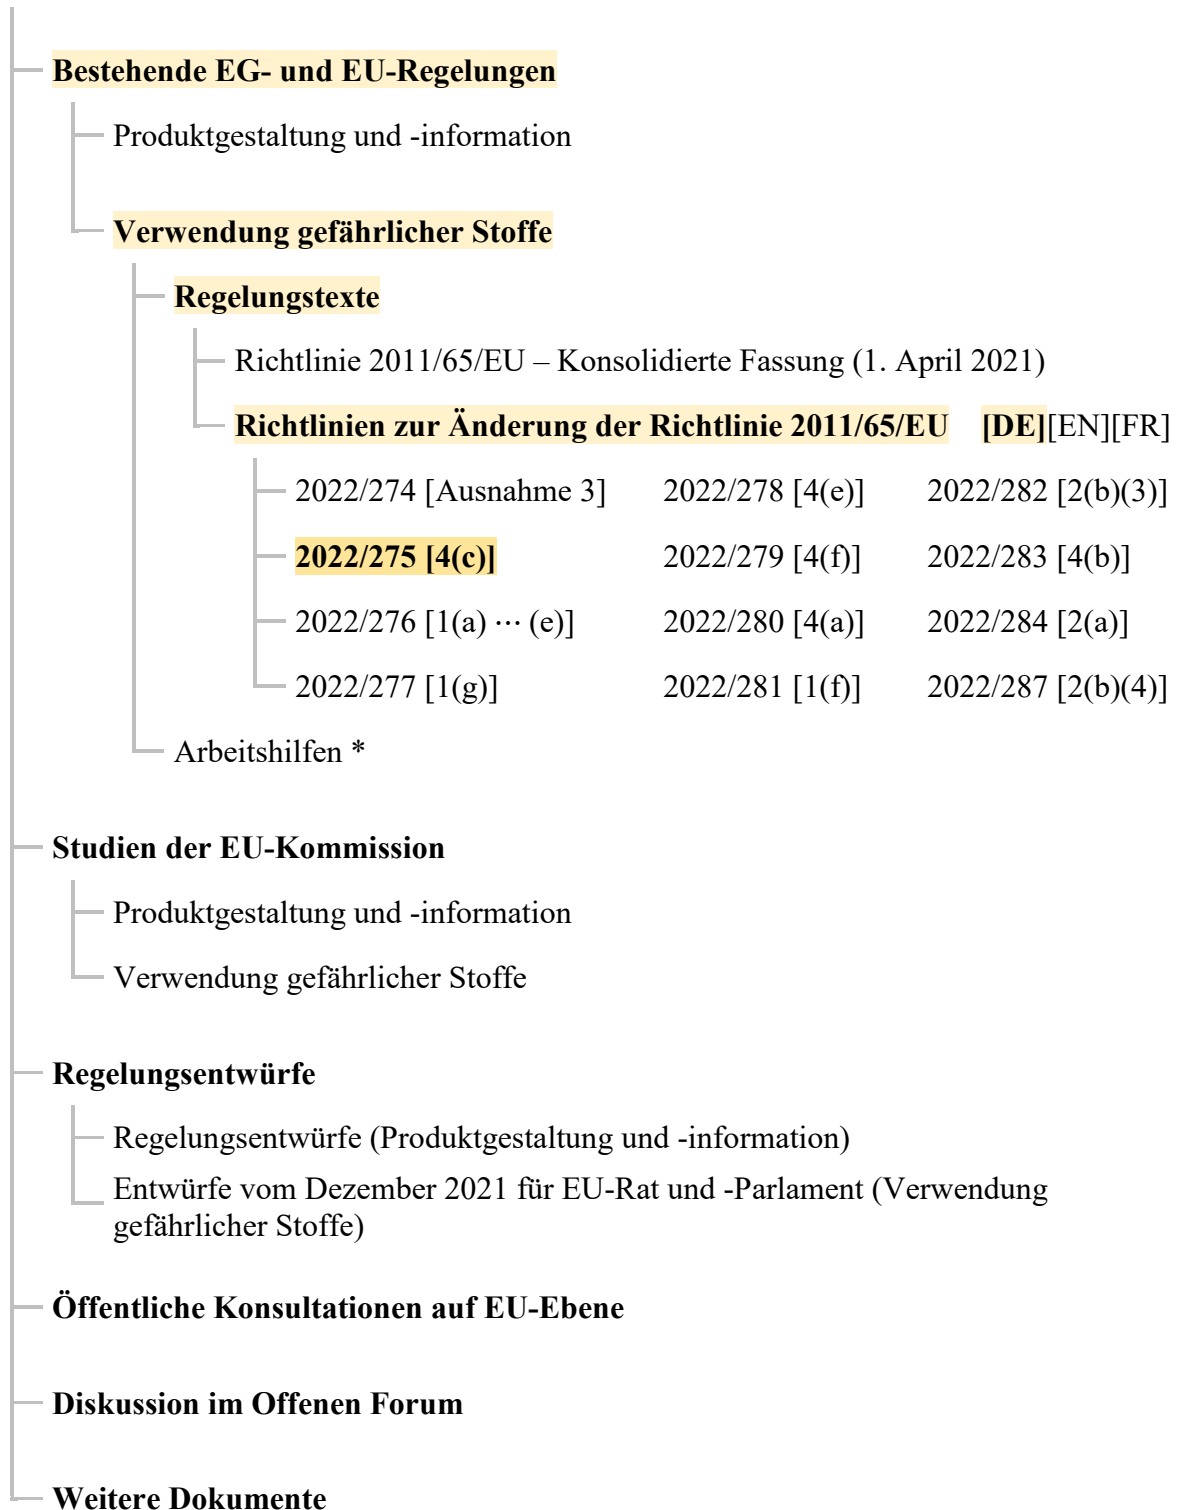 Bestehende EG- und EU-Regelungen
Produktgestaltung und -information
Verwendung gefährlicher Stoffe
Regelungstexte
Richtlinie 2011/65/EU – Konsolidierte Fassung (1. April 2021)
Richtlinien zur Änderung der Richtlinie 2011/65/EU [DE][EN][FR]
2022/274 [Ausnahme 3] 2022/278 [4(e)] 2022/282 [2(b)(3)]
2022/275 [4(c)] 2022/279 [4(f)] 2022/283 [4(b)]
2022/276 [1(a) ⋯ (e)] 2022/280 [4(a)] 2022/284 [2(a)]
2022/277 [1(g)] 2022/281 [1(f)] 2022/287 [2(b)(4)]
Arbeitshilfen *
Studien der EU-Kommission
Produktgestaltung und -information
Verwendung gefährlicher Stoffe
Regelungsentwürfe
Regelungsentwürfe (Produktgestaltung und -information)
Entwürfe vom Dezember 2021 für EU-Rat und -Parlament (Verwendung
gefährlicher Stoffe)
Öffentliche Konsultationen auf EU-Ebene
Diskussion im Offenen Forum
Weitere Dokumente